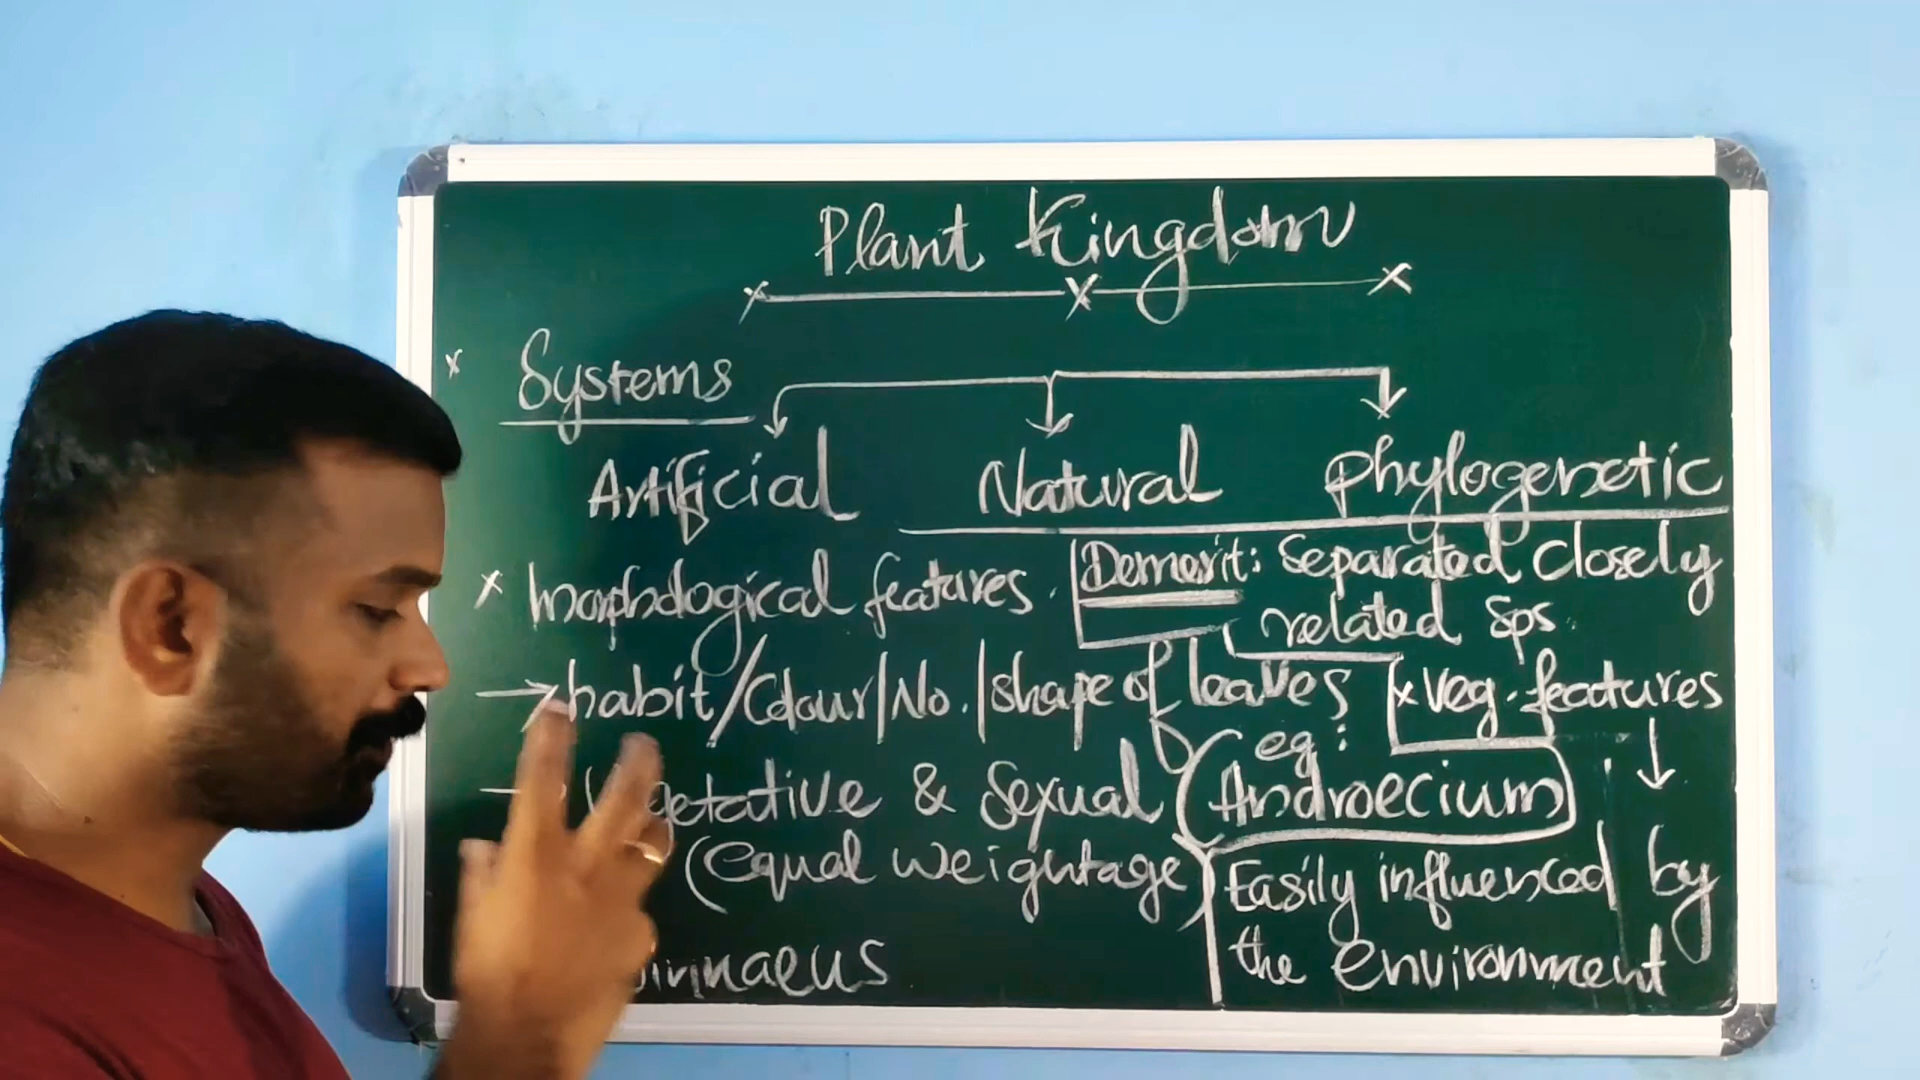 Plant Kingdom
Systems
Artificial Natural Phylogenetic
Morphological features.
→ habit/Colour/No./shape of leaves
Vegetative & Sexual
(equal weightage)
Linnaeus
Demerit: Separated Closely
related Sps.
x Veg. features
eg:
Androecium
Easily influenced by
the environment